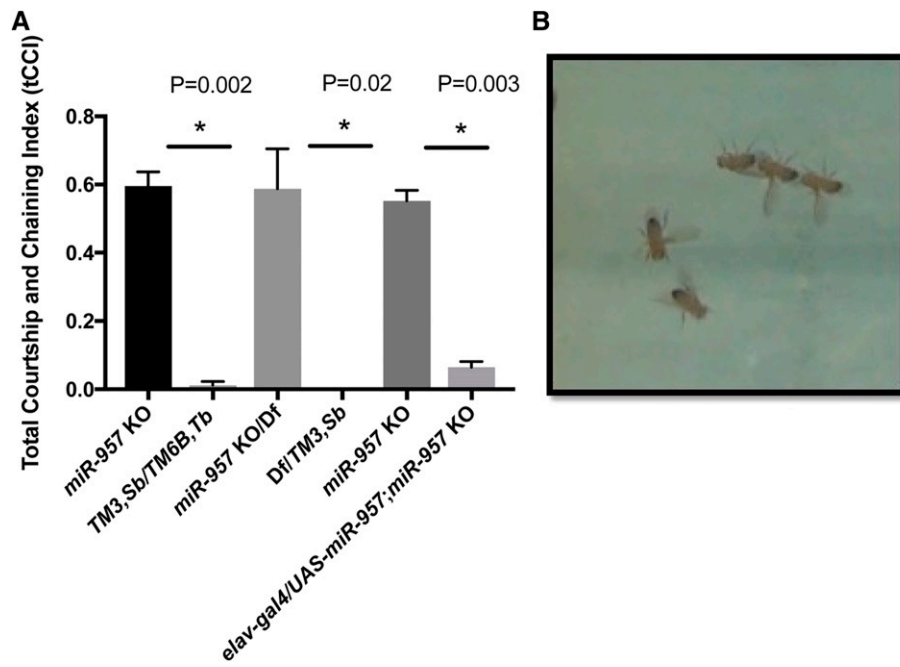 A
B
Total Courtship and Chaining Index (tCCI)
P=0.002
P=0.02
P=0.003
*
*
*
0.8
0.6
0.4
0.2
0.0
miR-957 KO
TM3,Sb/TM6B,Tb
miR-957 KO/Df
Df/TM3,Sb
miR-957 KO
elav-gal4/UAS-miR-957;miR-957 KO